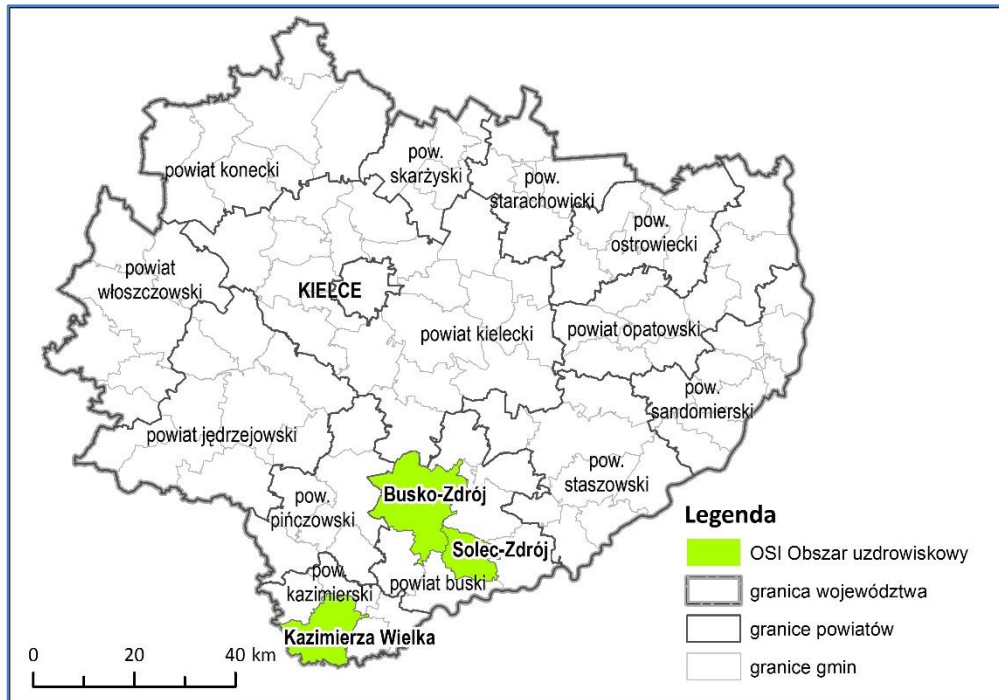 powiat konecki
pow.
skarżyski
pow.
starachowicki
pow.
ostrowiecki
powiat
włoszczowski
KIELCE
powiat kielecki
powiat opatowski
pow.
sandomierski
powiat jędrzejowski
pow.
staszowski
Busko-Zdrój
pow.
pińczowski
Solec-Zdrój
powiat buski
pow.
kazimierski
Kazimierza Wielka
Legenda
OSI Obszar uzdrowiskowy
granica województwa
granice powiatów
granice gmin
0 20 40 km